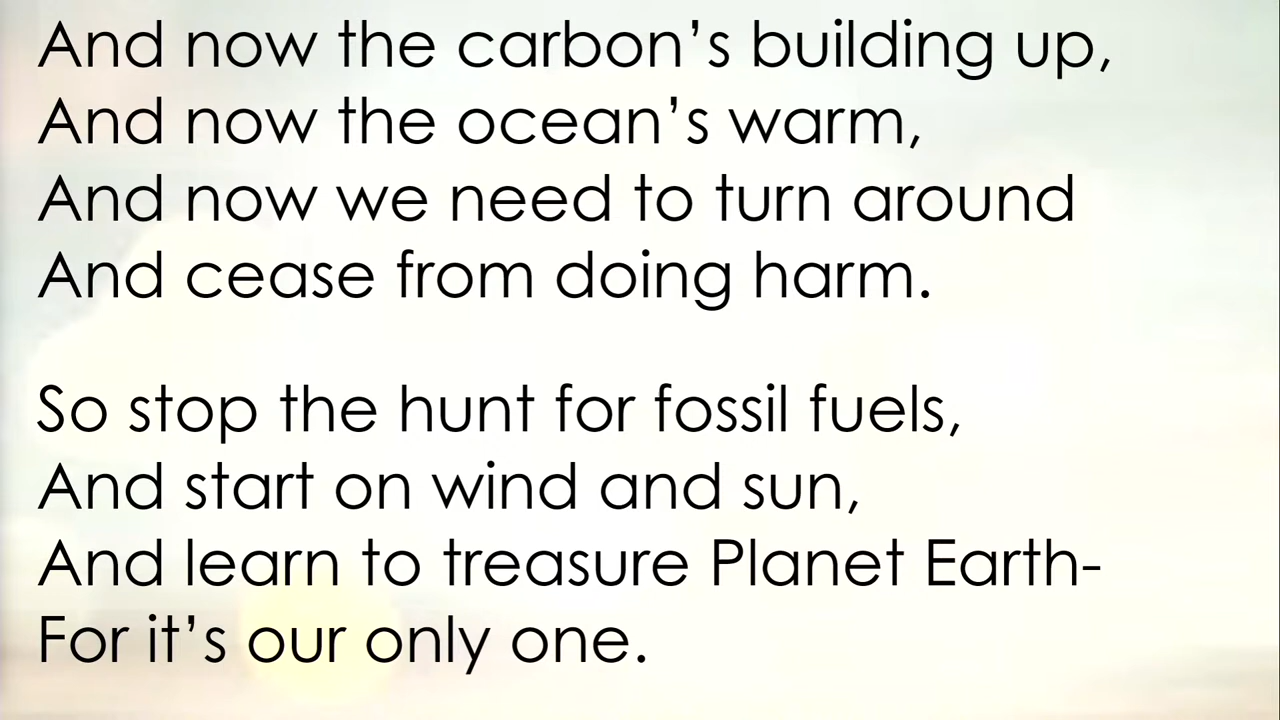 And now the carbon’s building up,
And now the ocean’s warm,
And now we need to turn around
And cease from doing harm.
So stop the hunt for fossil fuels,
And start on wind and sun,
And learn to treasure Planet Earth-
For it’s our only one.